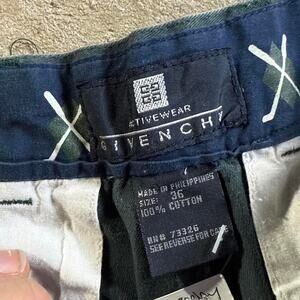 ACTIVEWEAR
GIVENCHY
MADE IN PHILIPPINES
SIZE: 36
100% COTTON
RN# 73326
SEE REVERSE FOR CARE